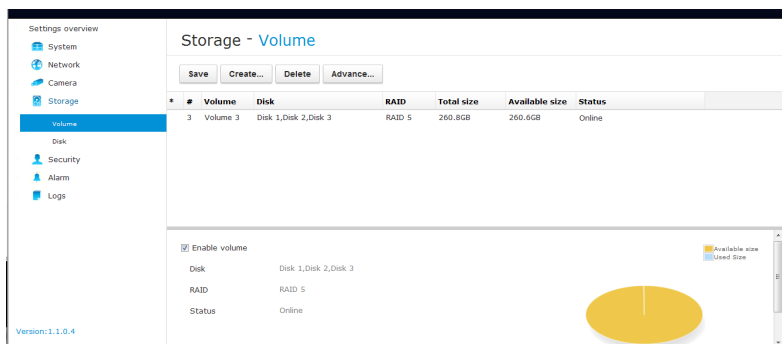 Settings overview
System
Network
Camera
Storage
Volume
Disk
Security
Alarm
Logs
Version:1.1.0.4
Storage - Volume
Save Create... Delete Advance...
* # Volume Disk RAID Total size Available size Status
3 Volume 3 Disk 1,Disk 2,Disk 3 RAID 5 260.8GB 260.6GB Online
Enable volume
Disk Disk 1,Disk 2,Disk 3
RAID RAID 5
Status Online
Available size
Used Size